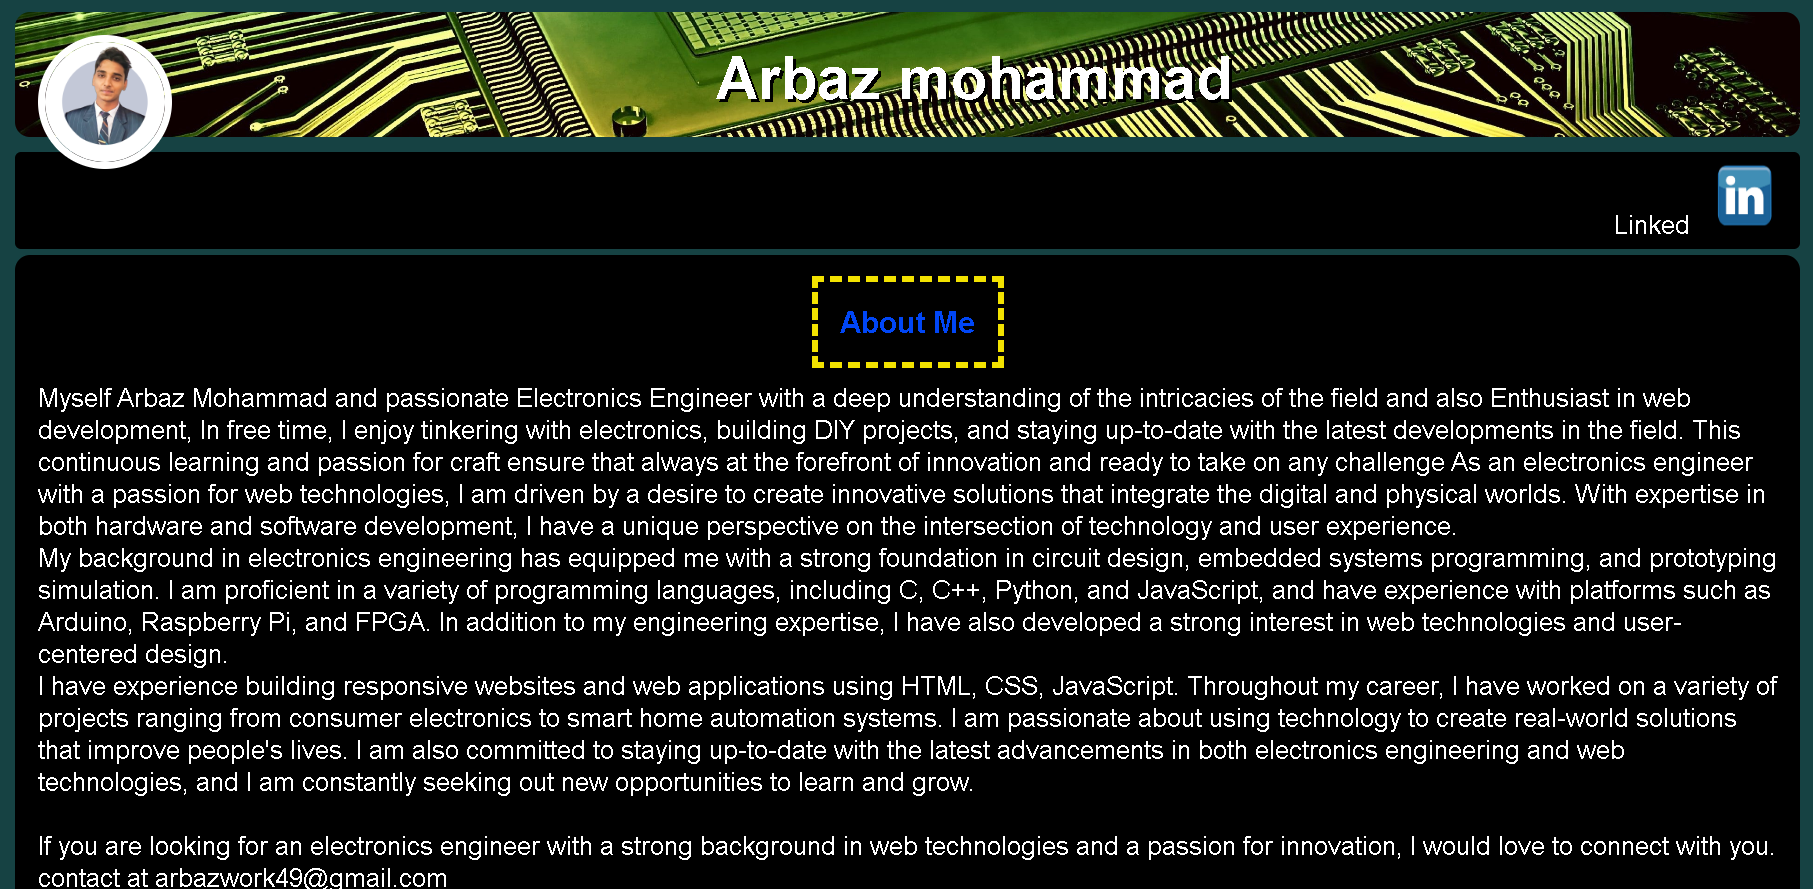 Arbaz mohammad
in
Linked
About Me
Myself Arbaz Mohammad and passionate Electronics Engineer with a deep understanding of the intricacies of the field and also Enthusiast in web
development, In free time, I enjoy tinkering with electronics, building DIY projects, and staying up-to-date with the latest developments in the field. This
continuous learning and passion for craft ensure that always at the forefront of innovation and ready to take on any challenge As an electronics engineer
with a passion for web technologies, I am driven by a desire to create innovative solutions that integrate the digital and physical worlds. With expertise in
both hardware and software development, I have a unique perspective on the intersection of technology and user experience.
My background in electronics engineering has equipped me with a strong foundation in circuit design, embedded systems programming, and prototyping
simulation. I am proficient in a variety of programming languages, including C, C++, Python, and JavaScript, and have experience with platforms such as
Arduino, Raspberry Pi, and FPGA. In addition to my engineering expertise, I have also developed a strong interest in web technologies and user-
centered design.
I have experience building responsive websites and web applications using HTML, CSS, JavaScript. Throughout my career, I have worked on a variety of
projects ranging from consumer electronics to smart home automation systems. I am passionate about using technology to create real-world solutions
that improve people's lives. I am also committed to staying up-to-date with the latest advancements in both electronics engineering and web
technologies, and I am constantly seeking out new opportunities to learn and grow.
If you are looking for an electronics engineer with a strong background in web technologies and a passion for innovation, I would love to connect with you.
contact at arbazwork49@gmail.com